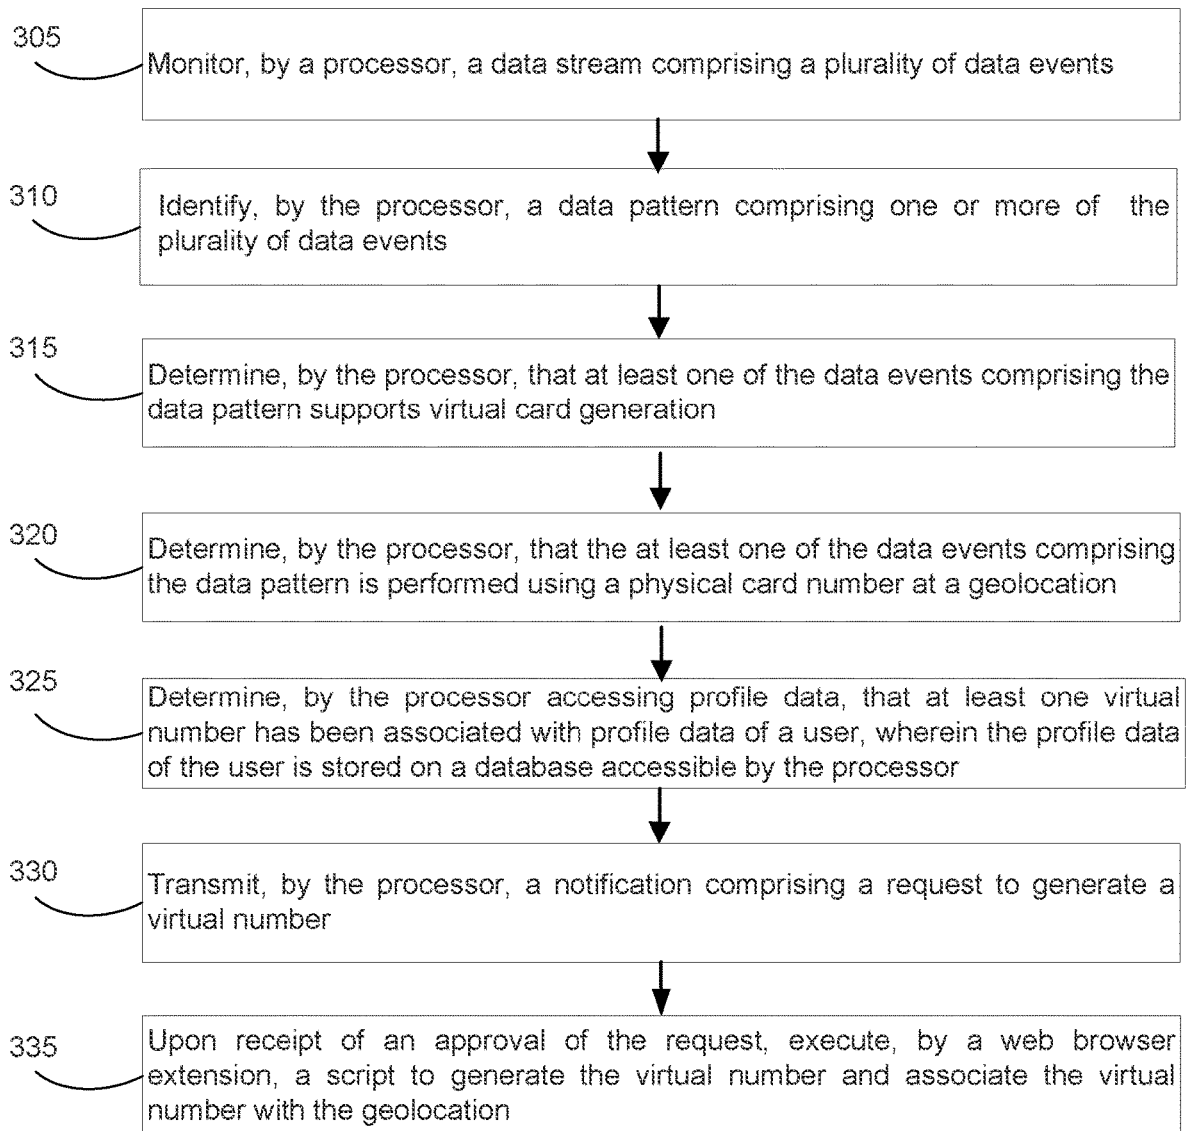 305
Monitor, by a processor, a data stream comprising a plurality of data events
310
Identify, by the processor, a data pattern comprising one or more of the
plurality of data events
315
Determine, by the processor, that at least one of the data events comprising the
data pattern supports virtual card generation
320
Determine, by the processor, that the at least one of the data events comprising
the data pattern is performed using a physical card number at a geolocation
325
Determine, by the processor accessing profile data, that at least one virtual
number has been associated with profile data of a user, wherein the profile data
of the user is stored on a database accessible by the processor
330
Transmit, by the processor, a notification comprising a request to generate a
virtual number
335
Upon receipt of an approval of the request, execute, by a web browser
extension, a script to generate the virtual number and associate the virtual
number with the geolocation